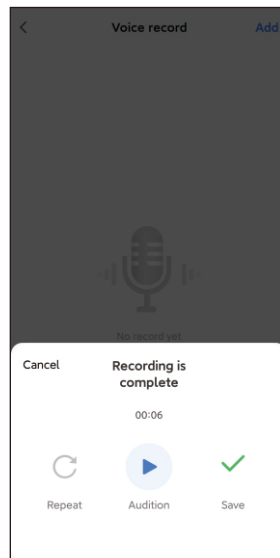 Voice record Add
No record yet
Cancel Recording is
complete
00:06
Repeat Audition Save